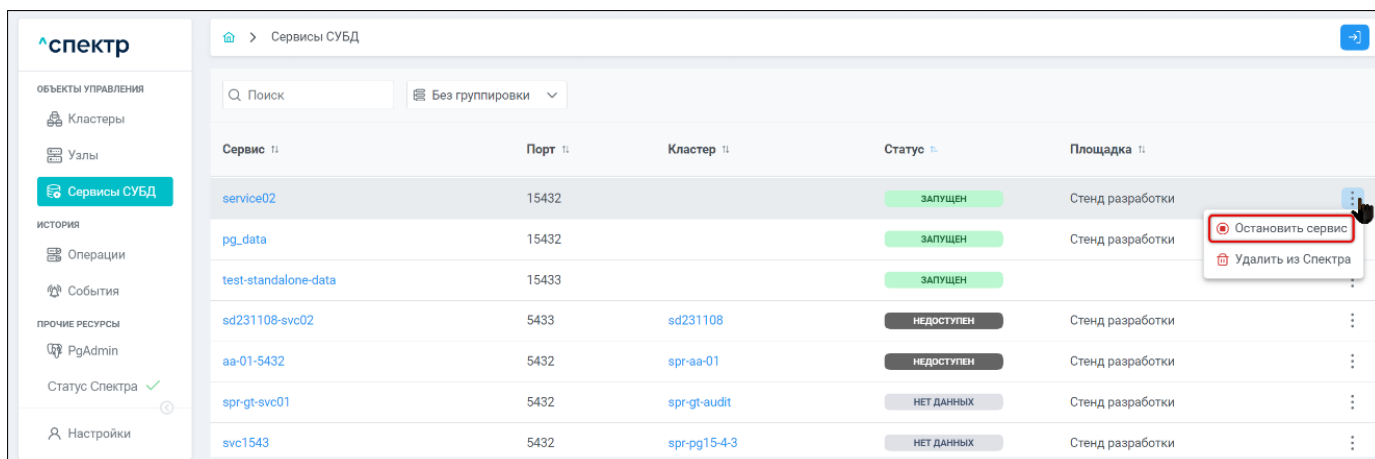 ^спектр
ОБЪЕКТЫ УПРАВЛЕНИЯ
Кластеры
Узлы
Сервисы СУБД
ИСТОРИЯ
Операции
События
ПРОЧИЕ РЕСУРСЫ
PgAdmin
Статус Спектра
Настройки
> Сервисы СУБД
Поиск Без группировки
Сервис Порт Кластер Статус Площадка
service02 15432 ЗАПУЩЕН Стенд разработки
pg_data 15432 ЗАПУЩЕН Стенд разработки
test-standalone-data 15433 ЗАПУЩЕН
sd231108-svc02 5433 sd231108 НЕДОСТУПЕН Стенд разработки
aa-01-5432 5432 spr-aa-01 НЕДОСТУПЕН Стенд разработки
spr-gt-svc01 5432 spr-gt-audit НЕТ ДАННЫХ Стенд разработки
svc1543 5432 spr-pg15-4-3 НЕТ ДАННЫХ Стенд разработки
Остановить сервис
Удалить из Спектра